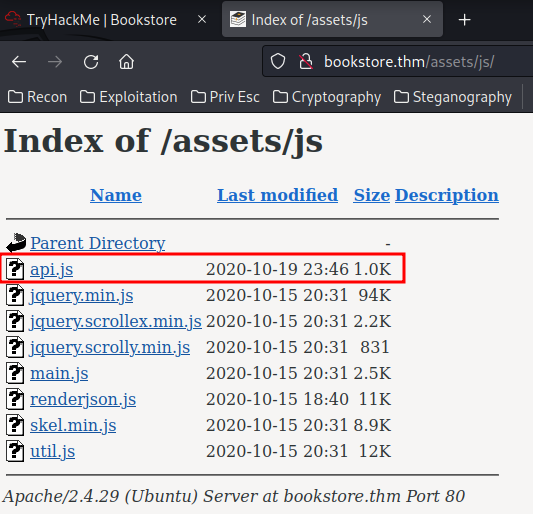 TryHackMe | Bookstore
Index of /assets/js
bookstore.thm/assets/js/
Recon Exploitation Priv Esc Cryptography Steganography
Index of /assets/js
Name Last modified Size Description
Parent Directory -
api.js 2020-10-19 23:46 1.0K
jquery.min.js 2020-10-15 20:31 94K
jquery.scrollex.min.js 2020-10-15 20:31 2.2K
jquery.scrolly.min.js 2020-10-15 20:31 831
main.js 2020-10-15 20:31 2.5K
renderjson.js 2020-10-15 18:40 11K
skel.min.js 2020-10-15 20:31 8.9K
util.js 2020-10-15 20:31 12K
Apache/2.4.29 (Ubuntu) Server at bookstore.thm Port 80